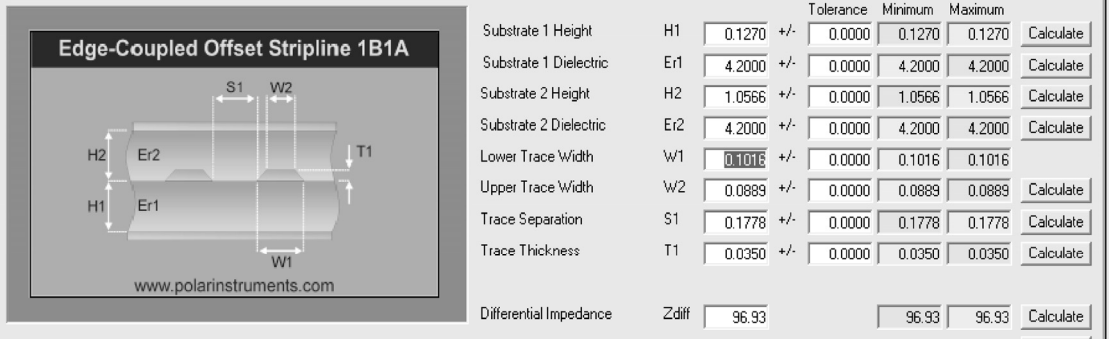 Tolerance Minimum Maximum
Edge-Coupled Offset Stripline 1B1A
S1 W2
H2 Er2 T1
H1 Er1
W1
www.polarinstruments.com
Substrate 1 Height H1 0.1270 +/- 0.0000 0.1270 0.1270 Calculate
Substrate 1 Dielectric Er1 4.2000 +/- 0.0000 4.2000 4.2000 Calculate
Substrate 2 Height H2 1.0566 +/- 0.0000 1.0566 1.0566 Calculate
Substrate 2 Dielectric Er2 4.2000 +/- 0.0000 4.2000 4.2000 Calculate
Lower Trace Width W1 0.1016 +/- 0.0000 0.1016 0.1016
Upper Trace Width W2 0.0889 +/- 0.0000 0.0889 0.0889 Calculate
Trace Separation S1 0.1778 +/- 0.0000 0.1778 0.1778 Calculate
Trace Thickness T1 0.0350 +/- 0.0000 0.0350 0.0350 Calculate
Differential Impedance Zdiff 96.93 96.93 96.93 Calculate